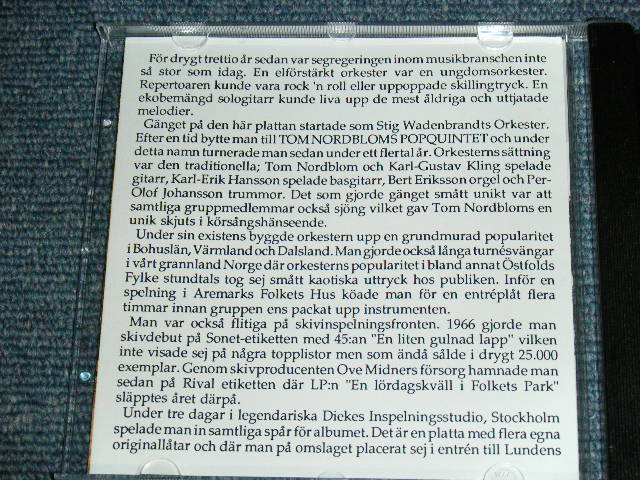 För drygt trettio år sedan var segregeringen inom musikbranschen inte
så stor som idag. En elförstärkt orkester var en ungdomsorkester.
Repertoaren kunde vara rock 'n roll eller uppoppade skillingtryck. En
ekobemängd sologitarr kunde liva upp de mest åldriga och uttjatade
melodier.
Gänget på den här plattan startade som Stig Wadenbrandts Orkester.
Efter en tid bytte man till TOM NORDBLOMS POPQUINTET och under
detta namn turnerade man sedan under ett flertal år. Orkesterns sättning
var den traditionella; Tom Nordblom och Karl-Gustav Kling spelade
gitarr, Karl-Erik Hansson spelade basgitarr, Bert Eriksson orgel och Per-
Olof Johansson trummor. Det som gjorde gänget smått unikt var att
samtliga gruppmedlemmar också sjöng vilket gav Tom Nordbloms en
unik skjuts i körsångshänseende.
Under sin existens byggde orkestern upp en grundmurad popularitet
i Bohuslän, Värmland och Dalsland. Man gjorde också långa turnésvängar
i vårt grannland Norge där orkesterns popularitet i bland annat Östfolds
Fylke stundtals tog sej smått kaotiska uttryck hos publiken. Inför en
spelning i Aremarks Folkets Hus köade man för en entréplåt flera
timmar innan gruppen ens packat upp instrumenten.
Man var också flitiga på skivinspelningsfronten. 1966 gjorde man
skivdebut på Sonet-etiketten med 45:an "En liten gulnad lapp" vilken
inte visade sej på några topplistor men som ändå sålde i drygt 25.000
exemplar. Genom skivproducenten Ove Midners försorg hamnade man
sedan på Rival etiketten där LP:n "En lördagskväll i Folkets Park"
släpptes året därpå.
Under tre dagar i legendariska Diekes Inspelningsstudio, Stockholm
spelade man in samtliga spår för albumet. Det är en platta med flera egna
originallåtar och där man på omslaget placerat sej i entrén till Lundens